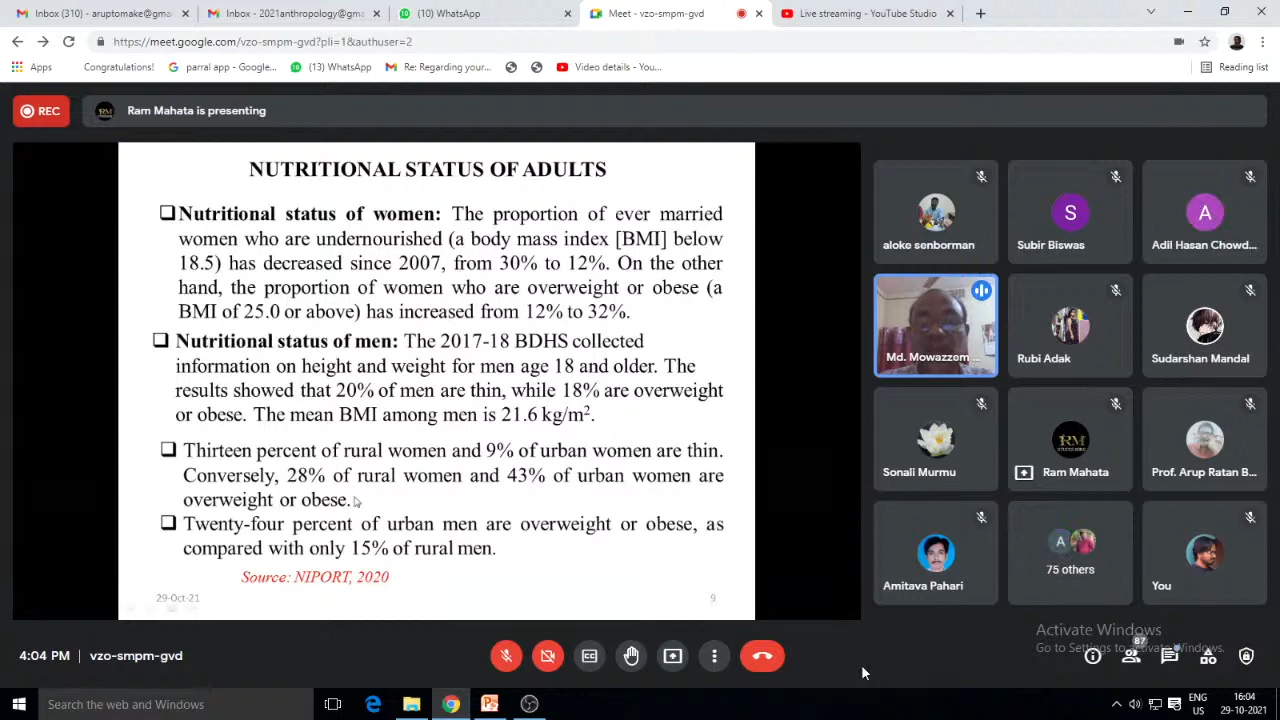 Inbox (310) - aruptomake@gmai
Inbox - 2021anthropology@gma
(10) WhatsApp
Meet - vzo-smpm-gvd
Live streaming - YouTube Studio
https://meet.google.com/vzo-smpm-gvd?pli=1&authuser=2
Apps
Congratulations!
parral app - Google...
(13) WhatsApp
Re: Regarding your...
Video details - You...
Reading list
REC
RM
Ram Mahata is presenting
NUTRITIONAL STATUS OF ADULTS
Nutritional status of women: The proportion of ever married
women who are undernourished (a body mass index [BMI] below
18.5) has decreased since 2007, from 30% to 12%. On the other
hand, the proportion of women who are overweight or obese (a
BMI of 25.0 or above) has increased from 12% to 32%.
Nutritional status of men: The 2017-18 BDHS collected
information on height and weight for men age 18 and older. The
results showed that 20% of men are thin, while 18% are overweight
or obese. The mean BMI among men is 21.6 kg/m².
Thirteen percent of rural women and 9% of urban women are thin.
Conversely, 28% of rural women and 43% of urban women are
overweight or obese.
Twenty-four percent of urban men are overweight or obese, as
compared with only 15% of rural men.
Source: NIPORT, 2020
29-Oct-21
9
aloke senborman
S
Subir Biswas
A
Adil Hasan Chowd...
Md. Mowazzem ...
Rubi Adak
Sudarshan Mandal
Sonali Murmu
RM
Ram Mahata
Prof. Arup Ratan B...
Amitava Pahari
A
75 others
You
Activate Windows
Go to Settings to activate Windows.
4:04 PM | vzo-smpm-gvd
87
Search the web and Windows
ENG
US
16:04
29-10-2021